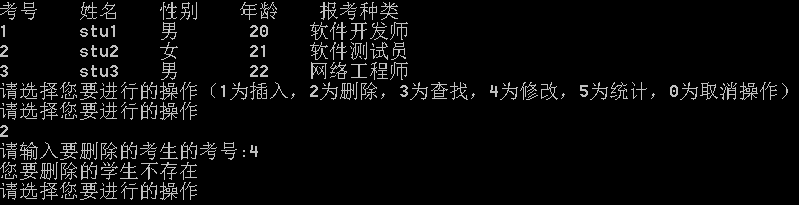 考号 姓名 性别 年龄 报考种类
1 stu1 男 20 软件开发师
2 stu2 女 21 软件测试员
3 stu3 男 22 网络工程师
请选择您要进行的操作（1为插入，2为删除，3为查找，4为修改，5为统计，0为取消操作）
请选择您要进行的操作
2
请输入要删除的考生的考号:4
您要删除的学生不存在
请选择您要进行的操作